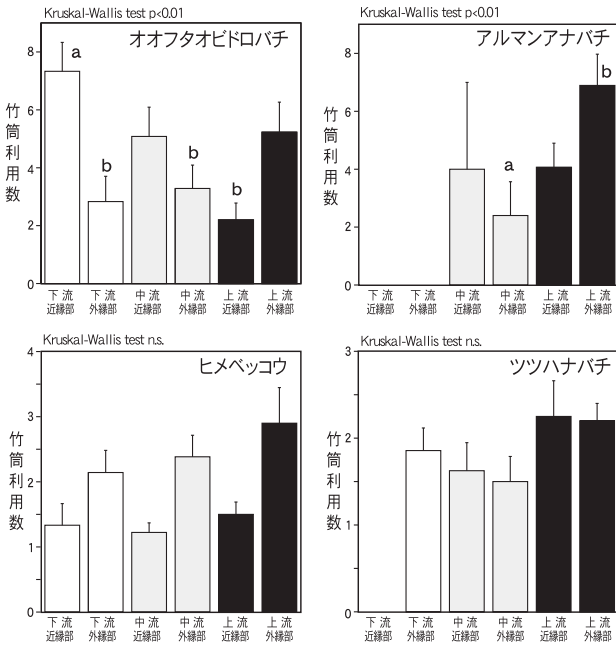 Kruskal-Wallis test p<0.01
オオフタオビドロバチ
竹筒利用数
8
6
4
2
0
a
b
b
b
下流 下流 中流 中流 上流 上流
近縁部 外縁部 近縁部 外縁部 近縁部 外縁部
Kruskal-Wallis test p<0.01
アルマンアナバチ
竹筒利用数
8
6
4
2
0
a
b
下流 下流 中流 中流 上流 上流
近縁部 外縁部 近縁部 外縁部 近縁部 外縁部
Kruskal-Wallis test n.s.
ヒメベッコウ
竹筒利用数
4
3
2
1
0
下流 下流 中流 中流 上流 上流
近縁部 外縁部 近縁部 外縁部 近縁部 外縁部
Kruskal-Wallis test n.s.
ツツハナバチ
竹筒利用数
3
2
1
0
下流 下流 中流 中流 上流 上流
近縁部 外縁部 近縁部 外縁部 近縁部 外縁部